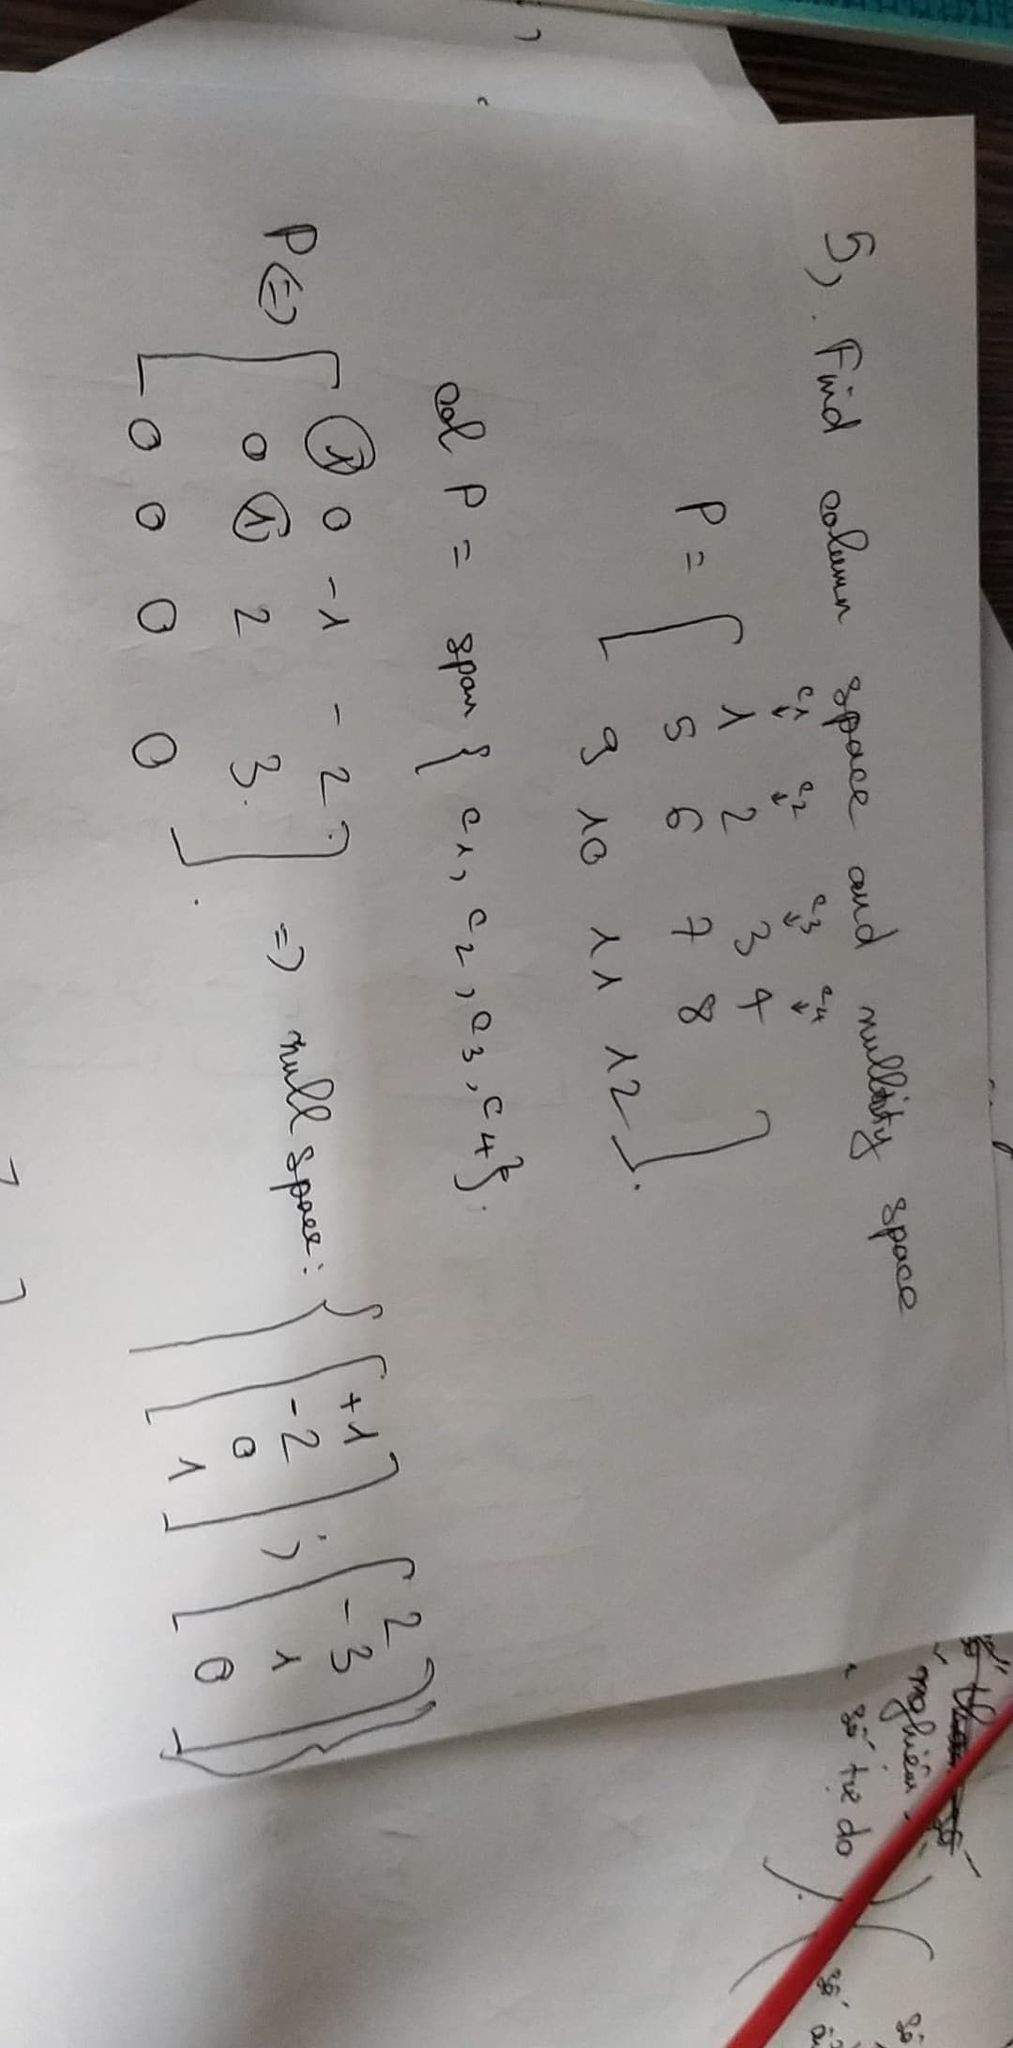 5, . Find column space and nullity space
c1 c2 c3 c4
P = [ 1 2 3 4
5 6 7 8
9 10 11 12 ] .
col P = span { c1, c2, c3, c4 } .
P (=) [ 1 0 -1 -2
0 1 2 3
0 0 0 0 ] . => null space : { [ +1 -2 0 1 ] ; [ 2 -3 1 0 ] }
nghiệm
số tự do